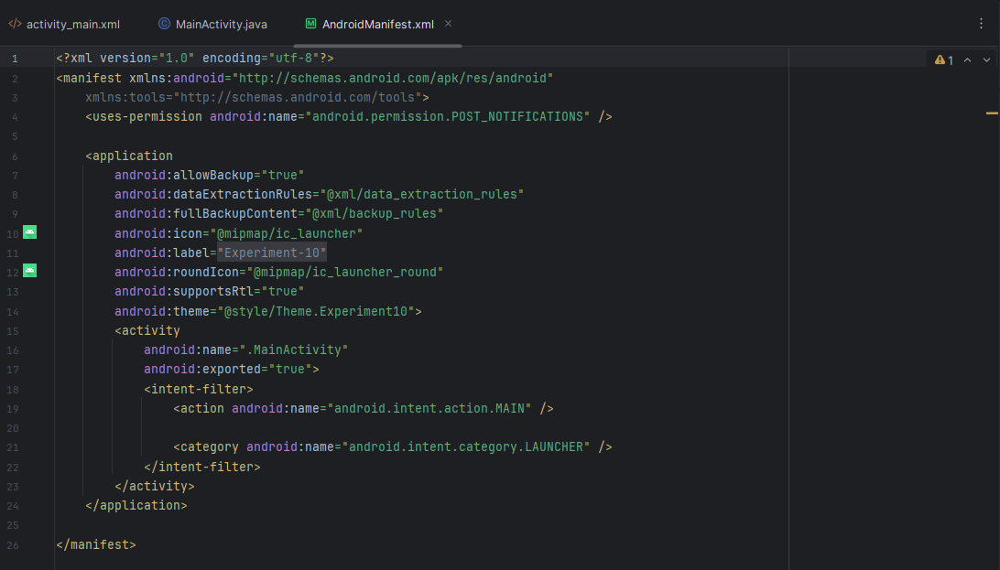 activity_main.xml MainActivity.java AndroidManifest.xml
1 <?xml version="1.0" encoding="utf-8"?> 1
2 <manifest xmlns:android="http://schemas.android.com/apk/res/android"
3 xmlns:tools="http://schemas.android.com/tools">
4 <uses-permission android:name="android.permission.POST_NOTIFICATIONS" />
5
6 <application
7 android:allowBackup="true"
8 android:dataExtractionRules="@xml/data_extraction_rules"
9 android:fullBackupContent="@xml/backup_rules"
10 android:icon="@mipmap/ic_launcher"
11 android:label="Experiment-10"
12 android:roundIcon="@mipmap/ic_launcher_round"
13 android:supportsRtl="true"
14 android:theme="@style/Theme.Experiment10">
15 <activity
16 android:name=".MainActivity"
17 android:exported="true">
18 <intent-filter>
19 <action android:name="android.intent.action.MAIN" />
20
21 <category android:name="android.intent.category.LAUNCHER" />
22 </intent-filter>
23 </activity>
24 </application>
25
26 </manifest>